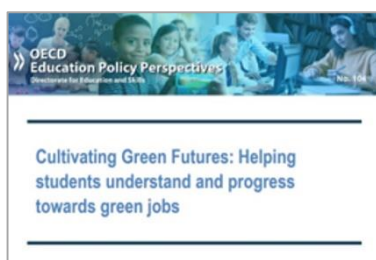 OECD
Education Policy Perspectives
Directorate for Education and Skills
No. 104
Cultivating Green Futures: Helping
students understand and progress
towards green jobs